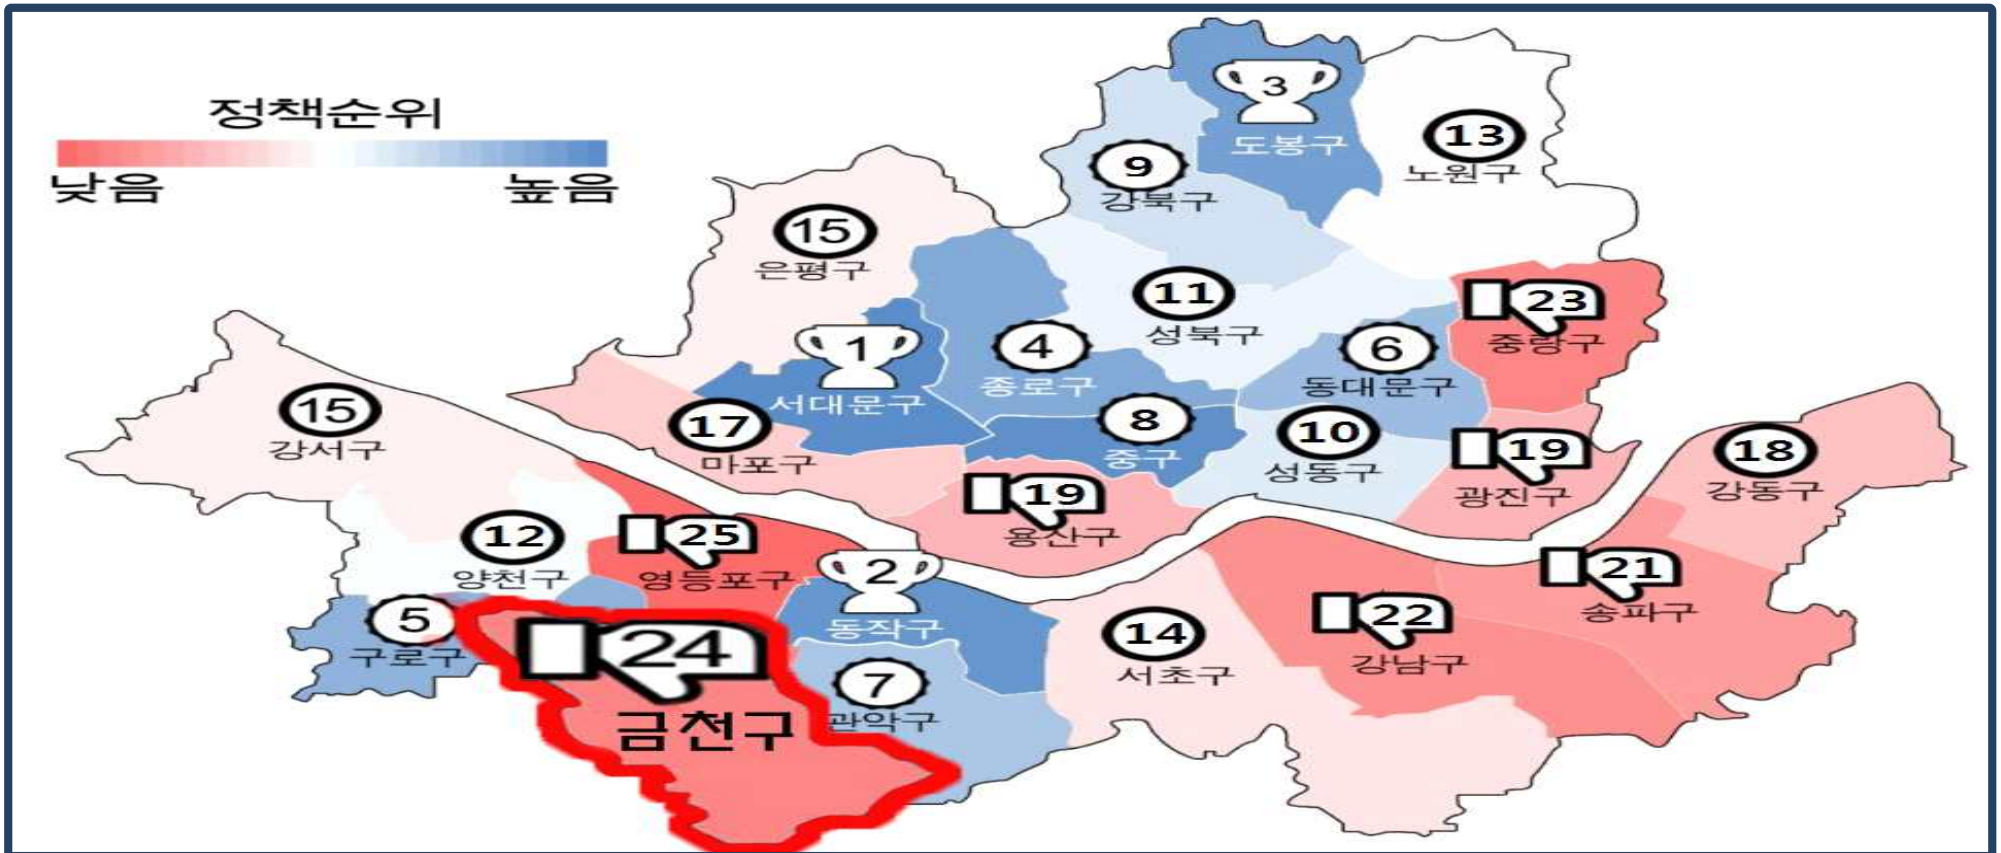 정책순위
낮음 높음
3
도봉구
13
노원구
9
강북구
15
은평구
11
성북구
23
중랑구
1
서대문구
4
종로구
6
동대문구
15
강서구
17
마포구
8
중구
10
성동구
19
광진구
18
강동구
19
용산구
12
양천구
25
영등포구
2
동작구
21
송파구
5
구로구
24
금천구
7
관악구
14
서초구
22
강남구